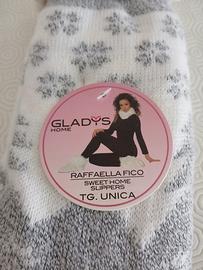 GLADYS
HOME
RAFFAELLA FICO
SWEET HOME
SLIPPERS
TG. UNICA